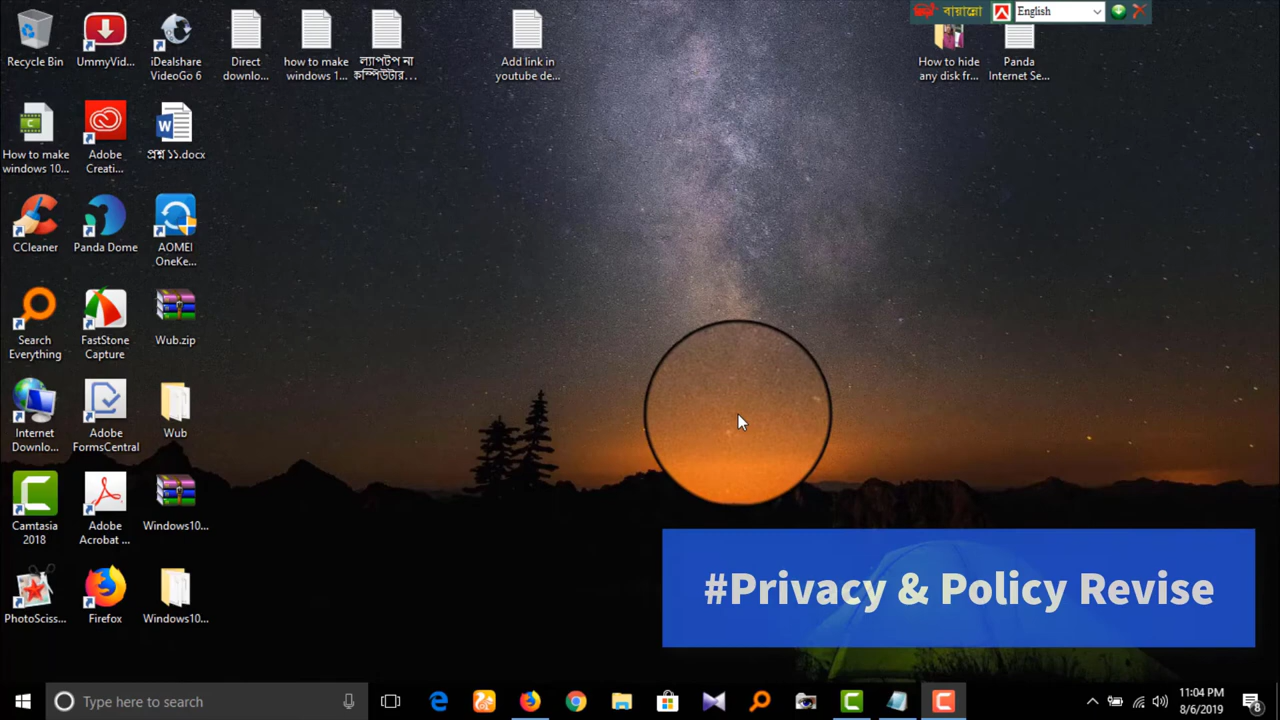 বায়ান্নো
English
Recycle Bin
UmmyVid...
iDealshare
VideoGo 6
Direct
downlo...
how to make
windows 1...
ল্যাপটপ না
কম্পিউটার...
Add link in
youtube de...
How to hide
any disk fr...
Panda
Internet Se...
How to make
windows 10...
Adobe
Creati...
প্রশ্ন ১১.docx
CCleaner
Panda Dome
AOMEI
OneKe...
Search
Everything
FastStone
Capture
Wub.zip
Internet
Downlo...
Adobe
FormsCentral
Wub
Camtasia
2018
Adobe
Acrobat ...
Windows10...
PhotoSciss...
Firefox
Windows10...
#Privacy & Policy Revise
Type here to search
11:04 PM
8/6/2019
8